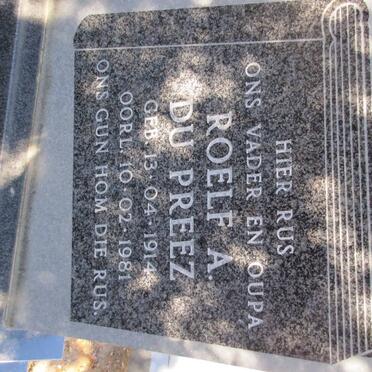 HIER RUS
ONS VADER EN OUPA
ROELF A.
DU PREEZ
GEB. 13. 04. 1914
OORL. 10. 02. 1981
ONS GUN HOM DIE RUS